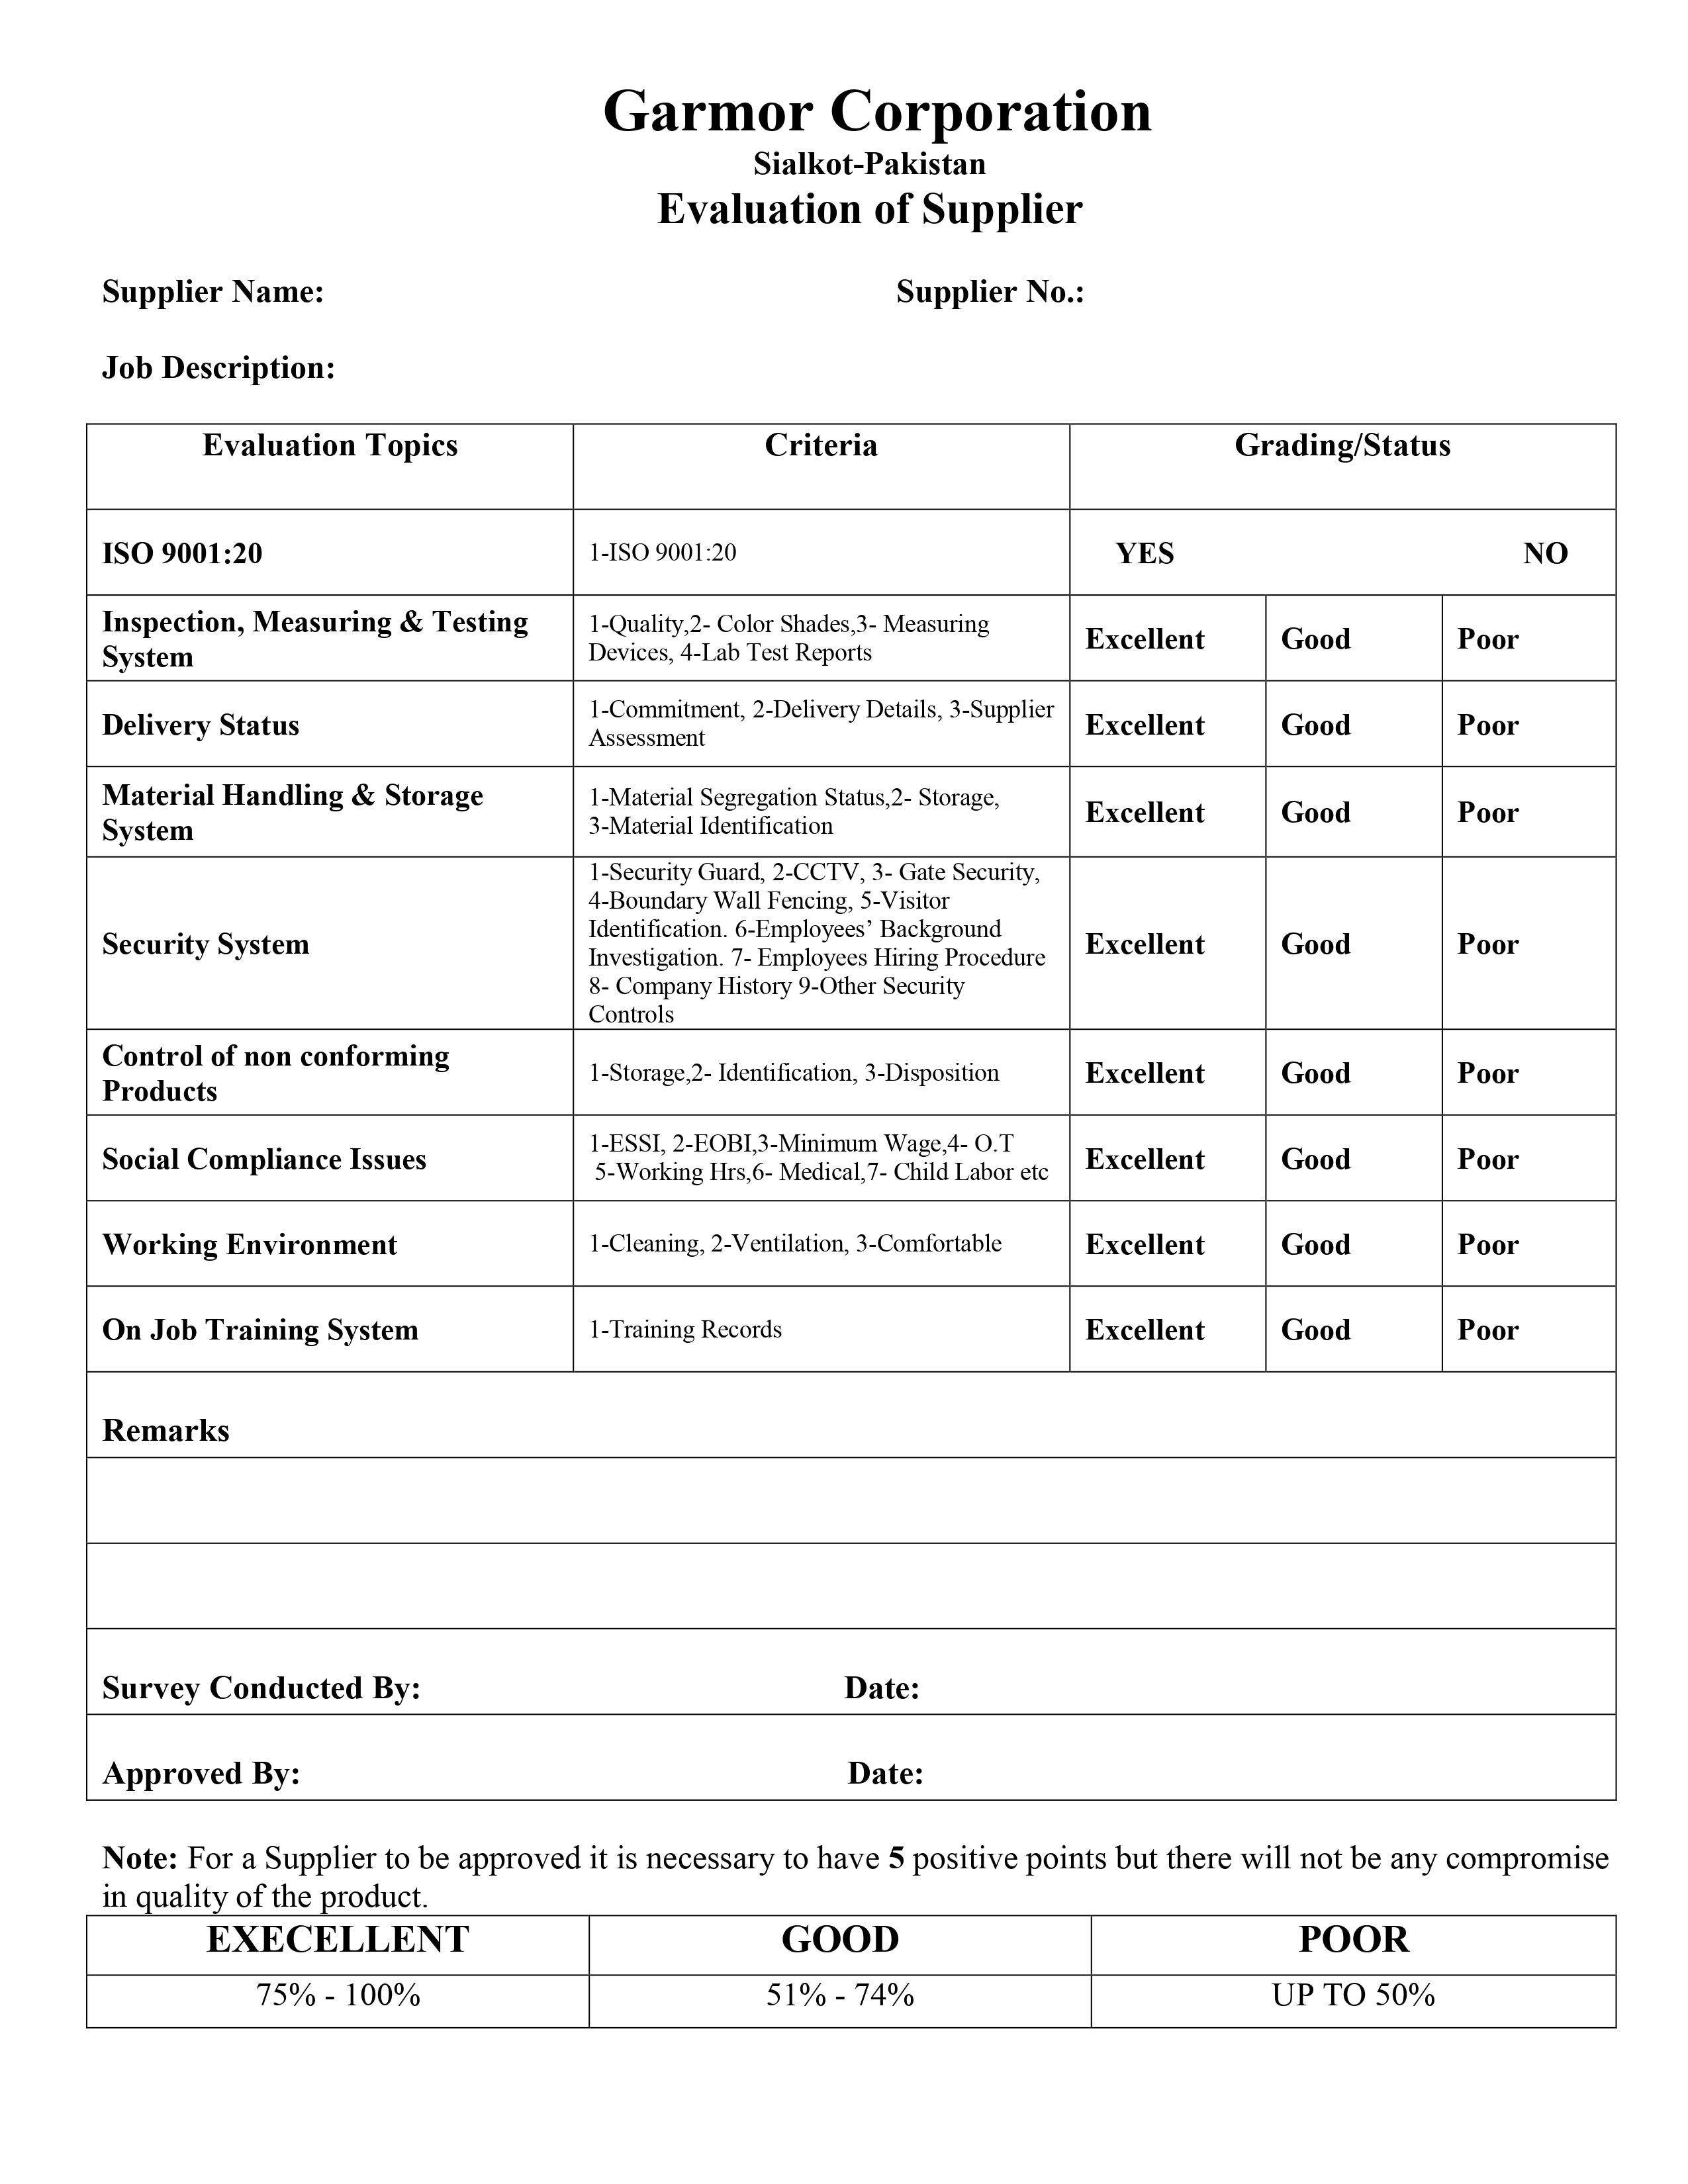 Garmor Corporation
Sialkot-Pakistan
Evaluation of Supplier
Supplier Name: Supplier No.:
Job Description:
Evaluation Topics Criteria Grading/Status
ISO 9001:20 1-ISO 9001:20 YES NO
Inspection, Measuring & Testing
System
1-Quality,2- Color Shades,3- Measuring
Devices, 4-Lab Test Reports
Excellent Good Poor
Delivery Status
1-Commitment, 2-Delivery Details, 3-Supplier
Assessment
Excellent Good Poor
Material Handling & Storage
System
1-Material Segregation Status,2- Storage,
3-Material Identification
Excellent Good Poor
Security System
1-Security Guard, 2-CCTV, 3- Gate Security,
4-Boundary Wall Fencing, 5-Visitor
Identification. 6-Employees’ Background
Investigation. 7- Employees Hiring Procedure
8- Company History 9-Other Security
Controls
Excellent Good Poor
Control of non conforming
Products
1-Storage,2- Identification, 3-Disposition
Excellent Good Poor
Social Compliance Issues
1-ESSI, 2-EOBI,3-Minimum Wage,4- O.T
5-Working Hrs,6- Medical,7- Child Labor etc
Excellent Good Poor
Working Environment 1-Cleaning, 2-Ventilation, 3-Comfortable Excellent Good Poor
On Job Training System 1-Training Records Excellent Good Poor
Remarks
Survey Conducted By: Date:
Approved By: Date:
Note: For a Supplier to be approved it is necessary to have 5 positive points but there will not be any compromise
in quality of the product.
EXECELLENT GOOD POOR
75% - 100% 51% - 74% UP TO 50%